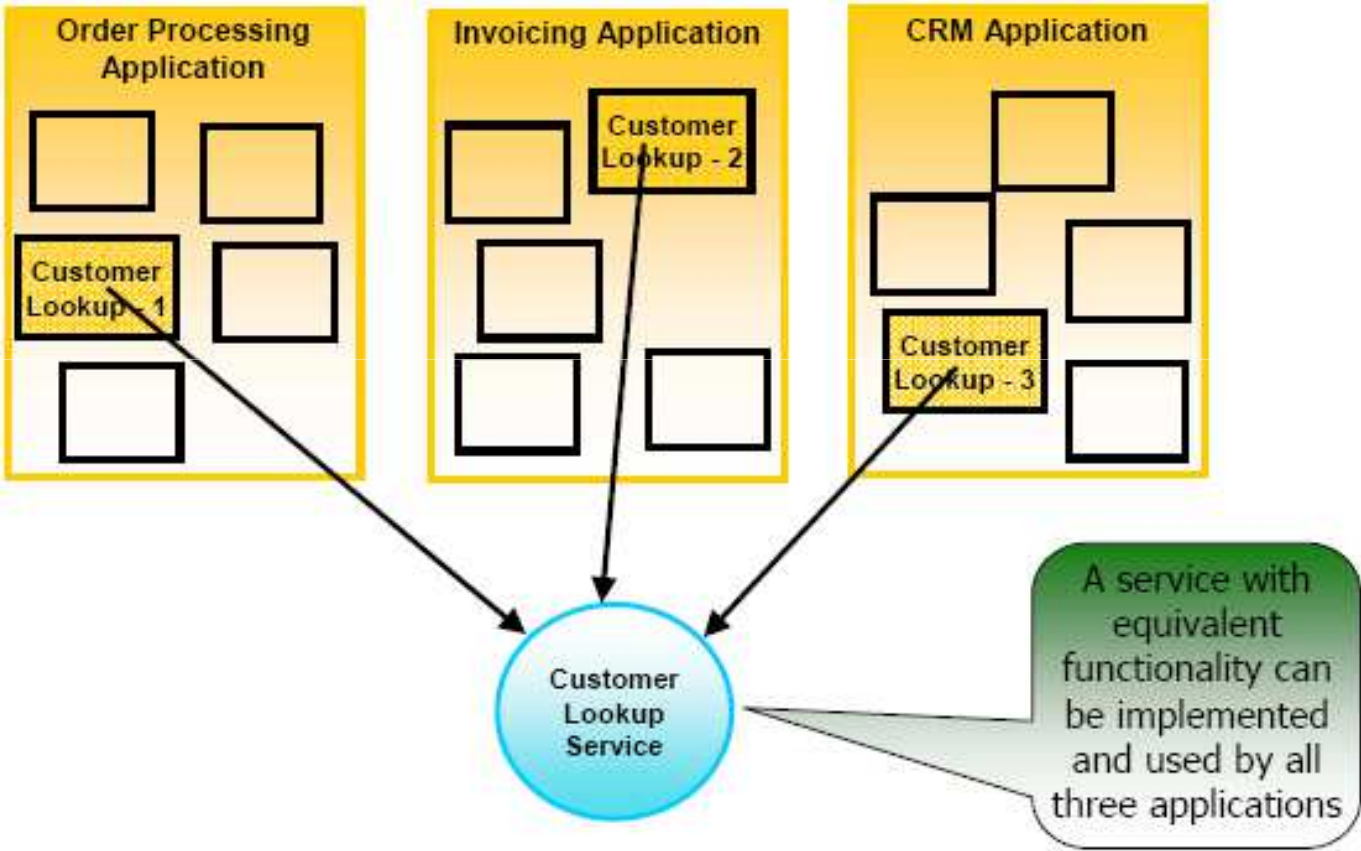 Order Processing
Application
Invoicing Application
CRM Application
Customer
Lookup - 1
Customer
Lookup - 2
Customer
Lookup - 3
Customer
Lookup
Service
A service with
equivalent
functionality can
be implemented
and used by all
three applications